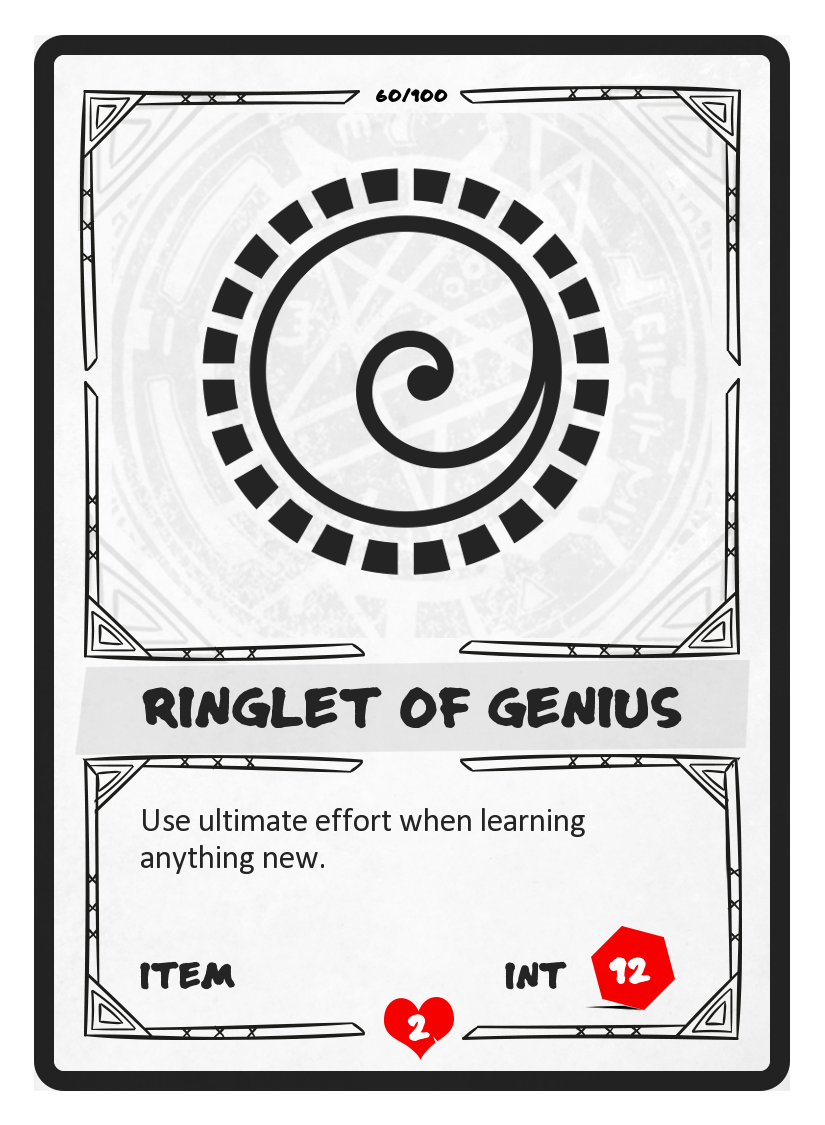 60/100
RINGLET OF GENIUS
Use ultimate effort when learning
anything new.
ITEM
INT 12
2